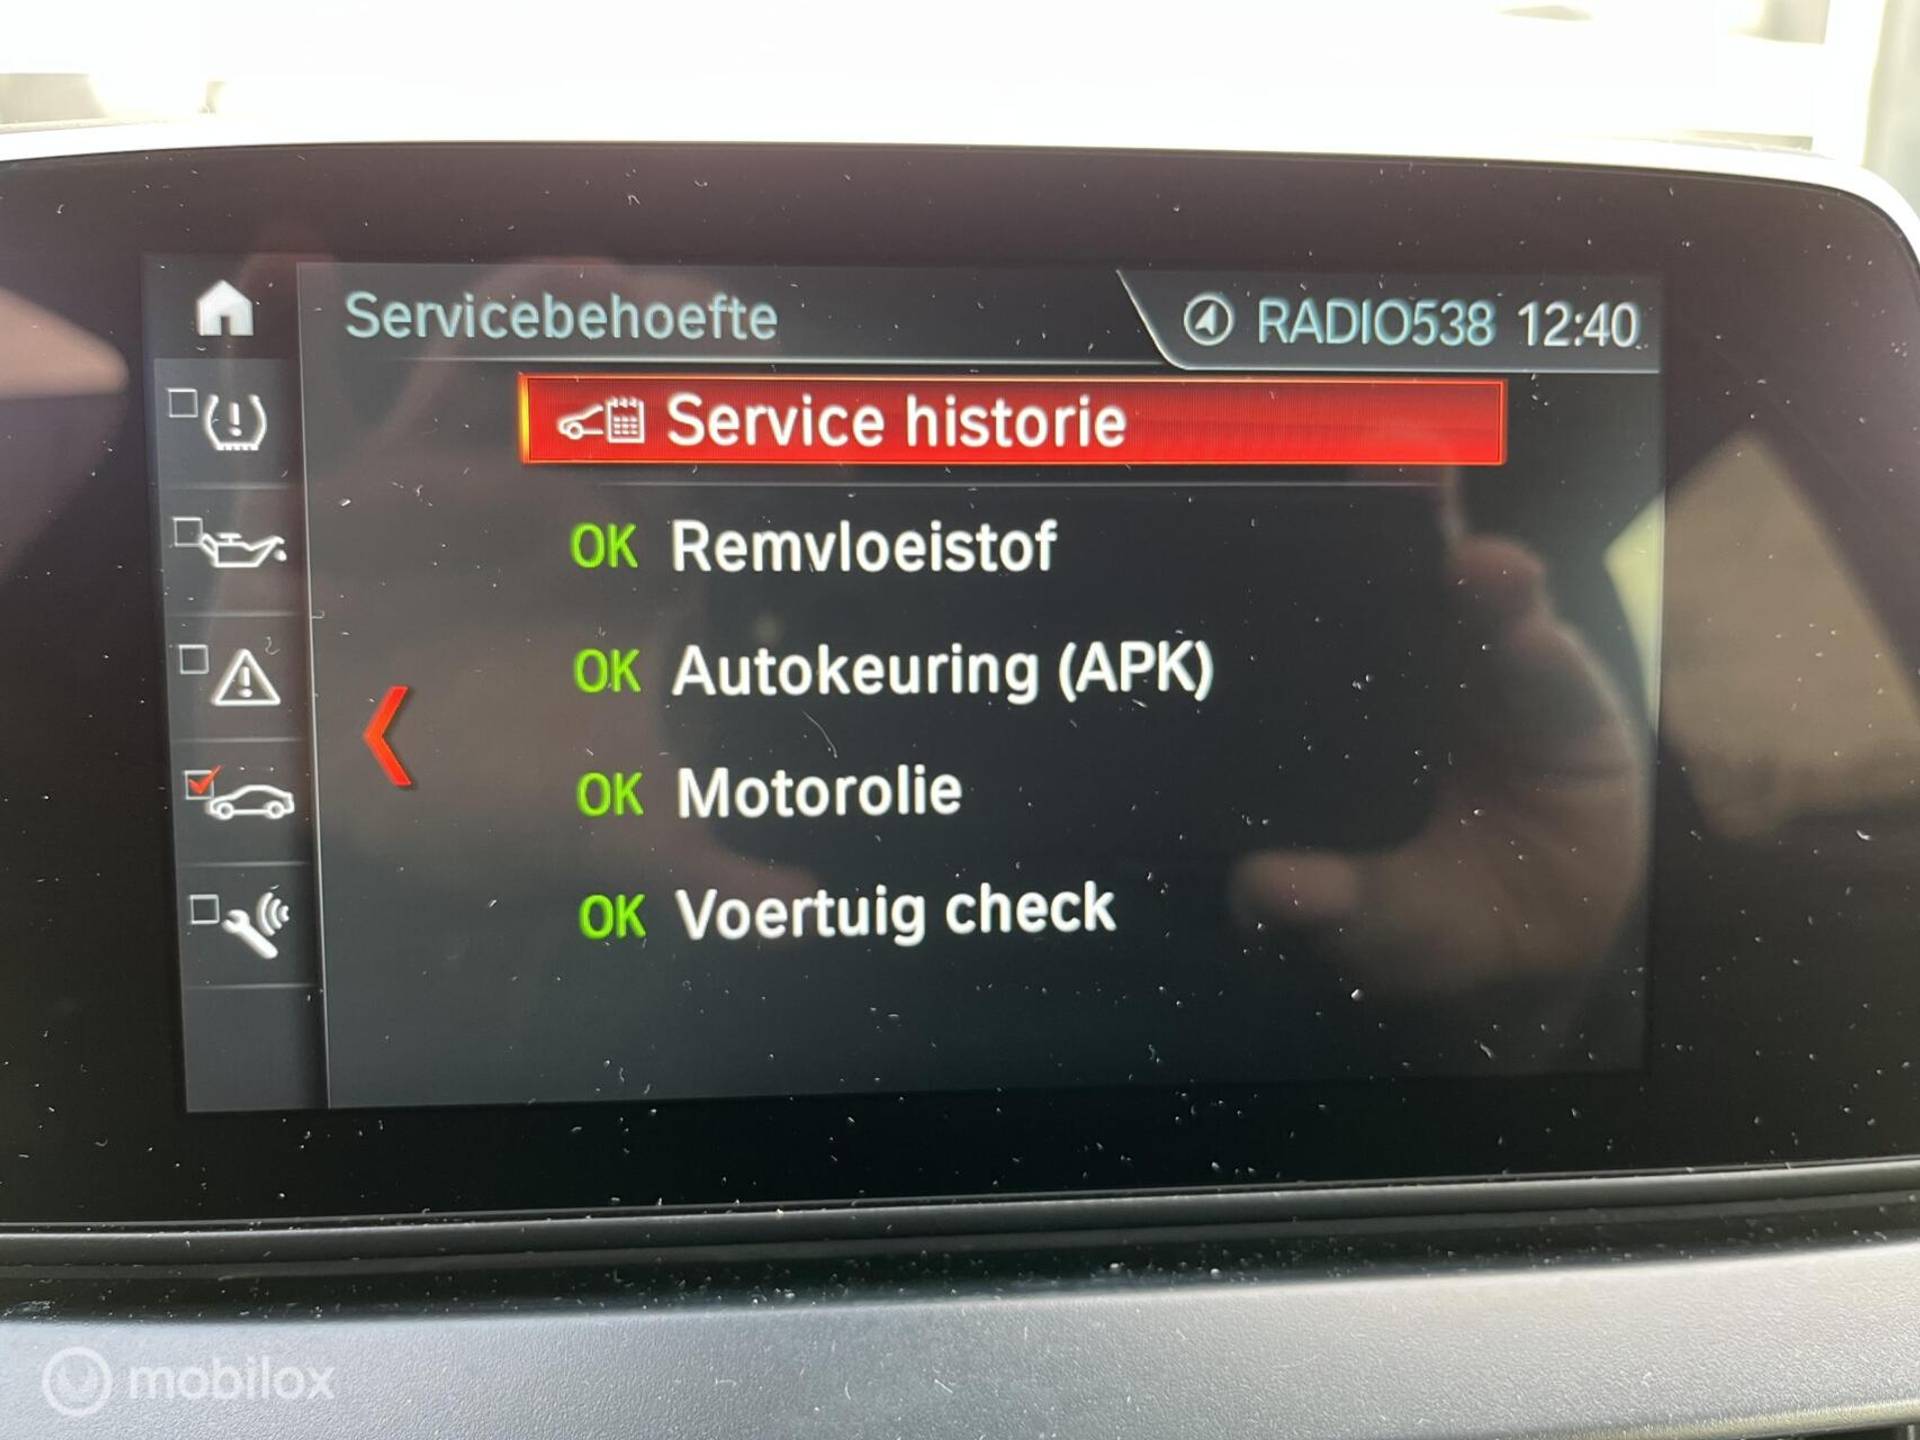 Servicebehoefte
RADIO538 12:40
Service historie
OK Remvloeistof
OK Autokeuring (APK)
OK Motorolie
OK Voertuig check
mobilox